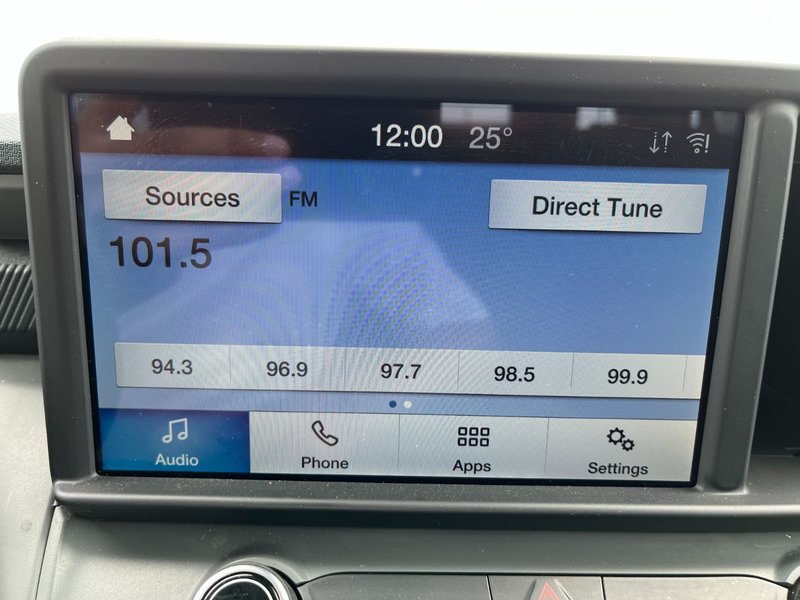 12:00 25°
Sources FM Direct Tune
101.5
94.3 96.9 97.7 98.5 99.9
Audio Phone Apps Settings